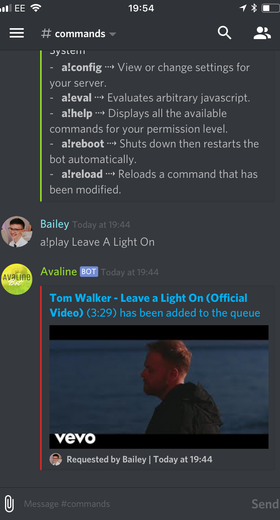 EE 19:54
# commands
System
- a!config ⇢ View or change settings for
your server.
- a!eval ⇢ Evaluates arbitrary javascript.
- a!help ⇢ Displays all the available
commands for your permission level.
- a!reboot ⇢ Shuts down then restarts the
bot automatically.
- a!reload ⇢ Reloads a command that has
been modified.
Bailey Today at 19:44
a!play Leave A Light On
AVALINE
Avaline BOT Today at 19:44
Tom Walker - Leave a Light On (Official
Video) (3:29) has been added to the queue
vevo
Requested by Bailey | Today at 19:44
Message #commands
Send